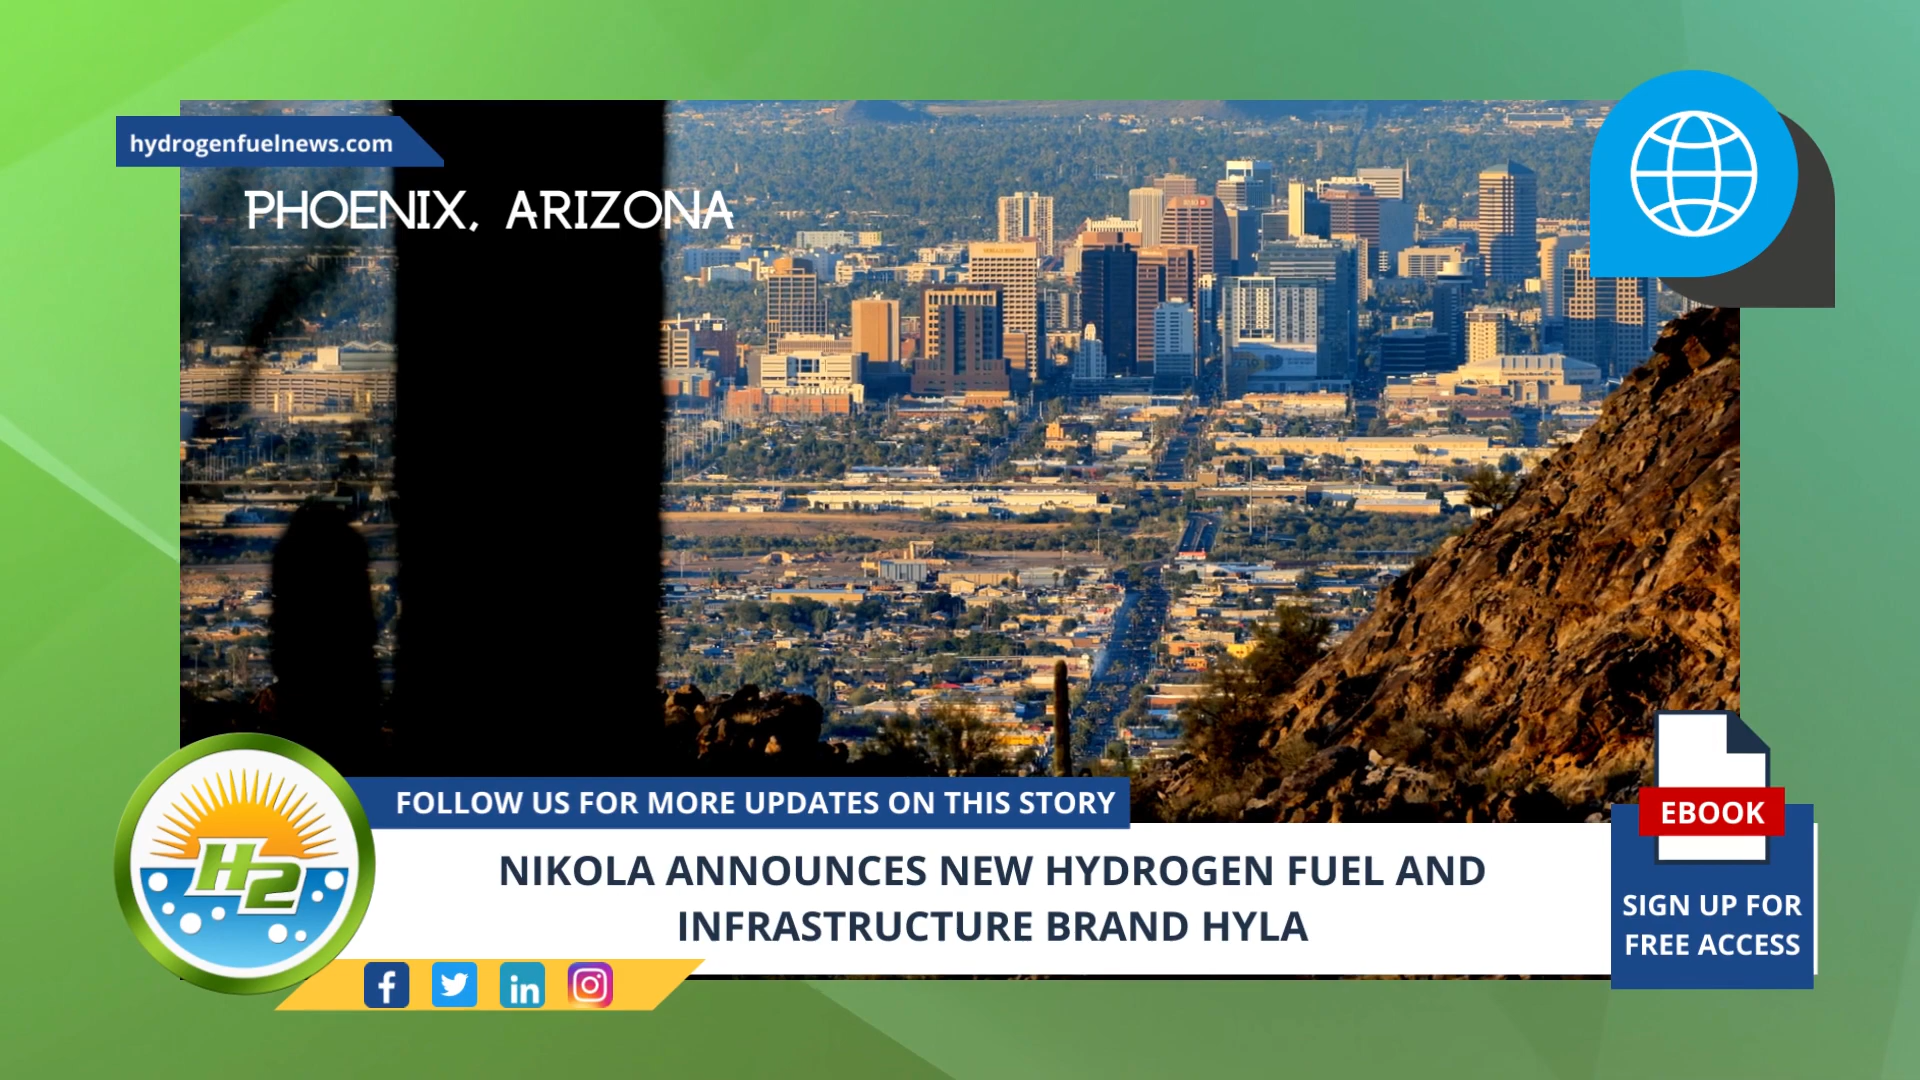 hydrogenfuelnews.com
PHOENIX, ARIZONA
FOLLOW US FOR MORE UPDATES ON THIS STORY
NIKOLA ANNOUNCES NEW HYDROGEN FUEL AND
INFRASTRUCTURE BRAND HYLA
H2
EBOOK
SIGN UP FOR
FREE ACCESS